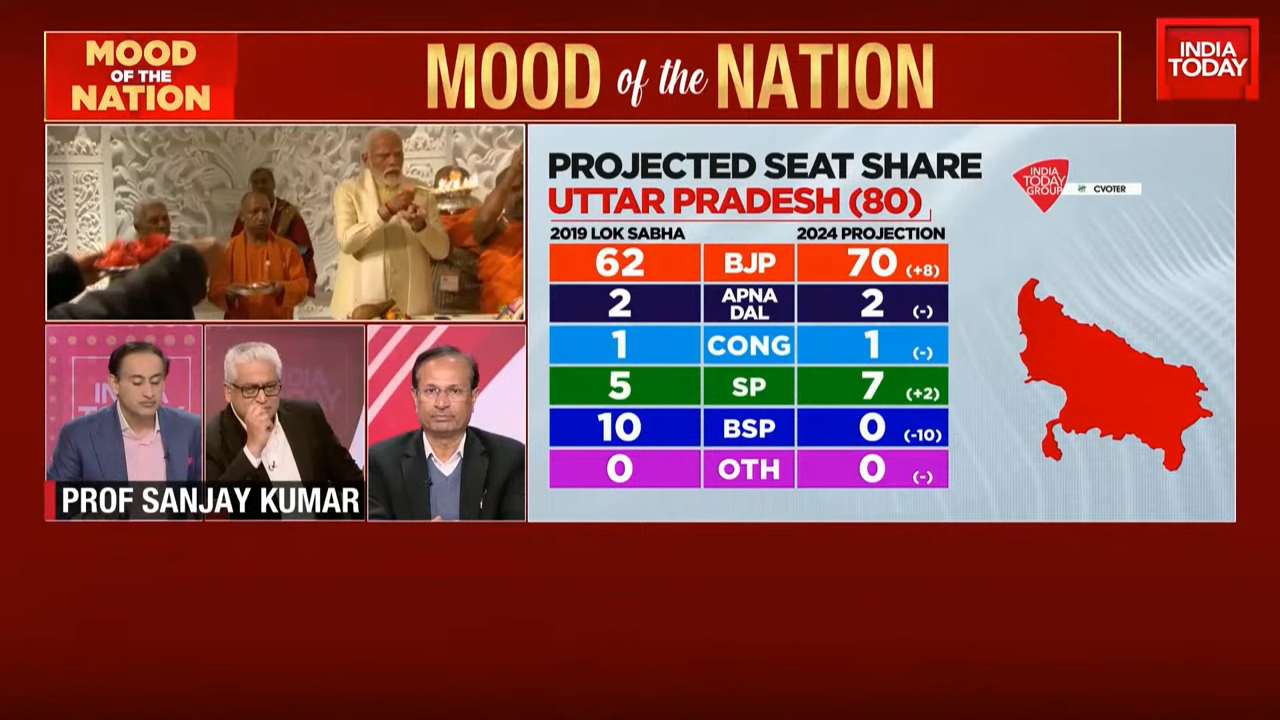 MOOD
OF THE
NATION
MOOD of the NATION
INDIA
TODAY
PROJECTED SEAT SHARE
UTTAR PRADESH (80)
INDIA
TODAY
GROUP
CVOTER
2019 LOK SABHA 2024 PROJECTION
62 BJP 70 (+8)
2 APNA DAL 2 (-)
1 CONG 1 (-)
5 SP 7 (+2)
10 BSP 0 (-10)
0 OTH 0 (-)
PROF SANJAY KUMAR